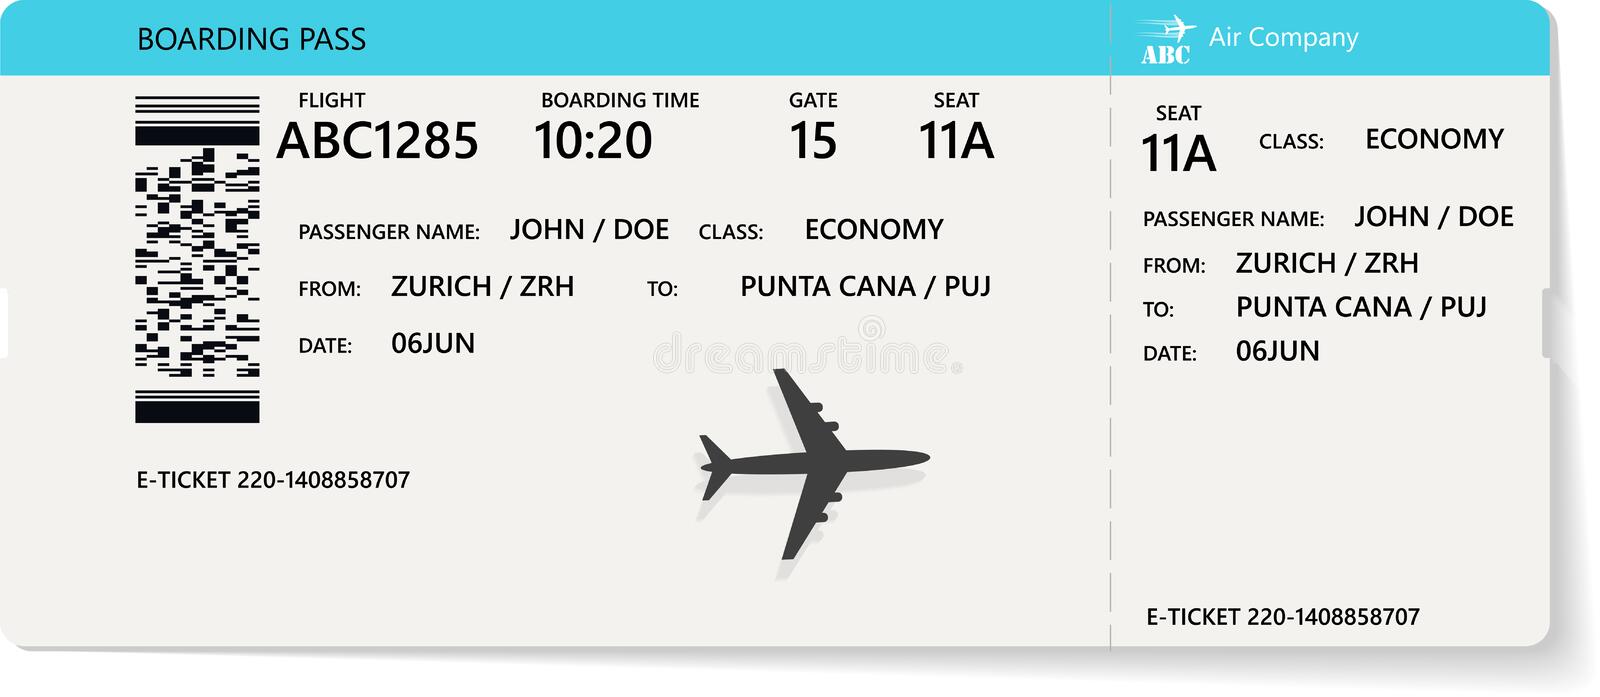 BOARDING PASS
FLIGHT BOARDING TIME GATE SEAT
ABC1285 10:20 15 11A
PASSENGER NAME: JOHN / DOE CLASS: ECONOMY
FROM: ZURICH / ZRH TO: PUNTA CANA / PUJ
DATE: 06JUN
dreamstime.
E-TICKET 220-1408858707
ABC Air Company
SEAT
11A CLASS: ECONOMY
PASSENGER NAME: JOHN / DOE
FROM: ZURICH / ZRH
TO: PUNTA CANA / PUJ
DATE: 06JUN
E-TICKET 220-1408858707